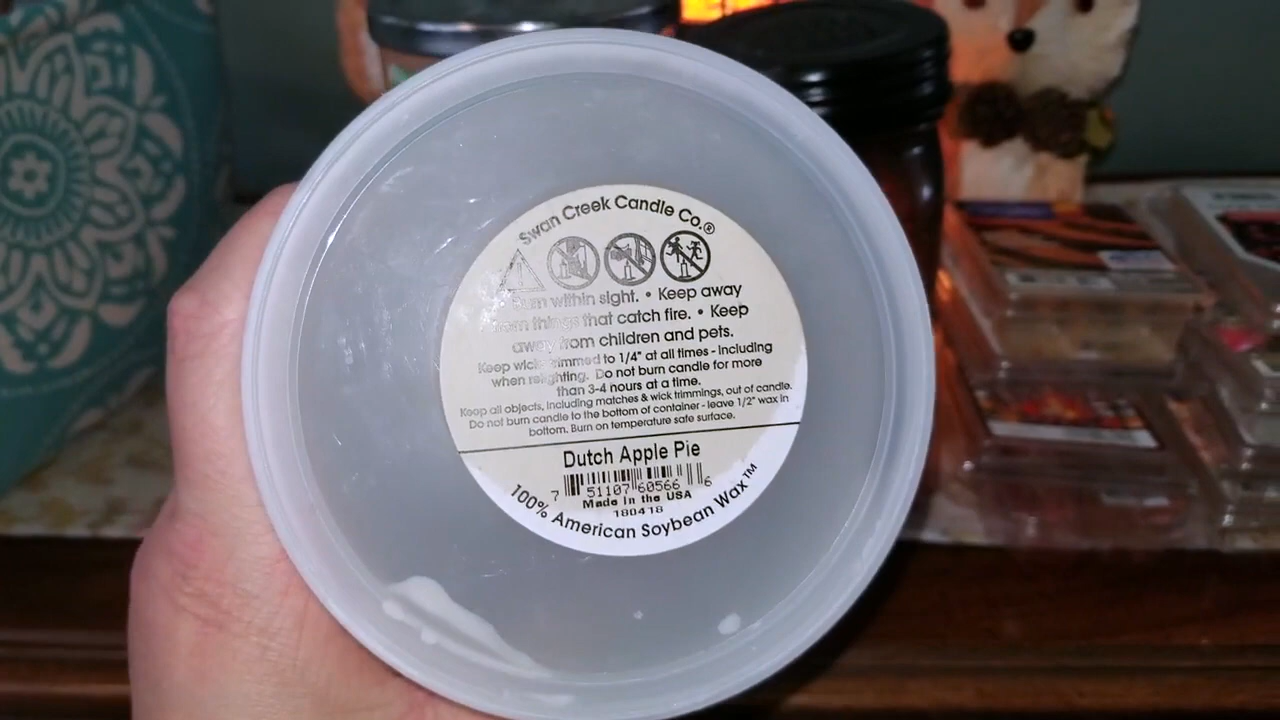 Swan Creek Candle Co.®
Burn within sight. • Keep away
from things that catch fire. • Keep
away from children and pets.
Keep wick trimmed to 1/4" at all times - including
when relighting. Do not burn candle for more
than 3-4 hours at a time.
Keep all objects, including matches & wick trimmings, out of candle.
Do not burn candle to the bottom of container - leave 1/2" wax in
bottom. Burn on temperature safe surface.
Dutch Apple Pie
7 51107 60566 6
Made in the USA
180418
100% American Soybean Wax™